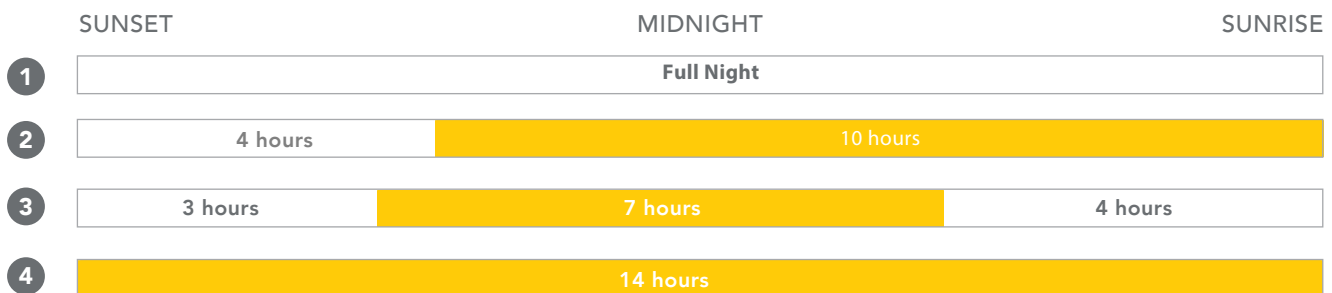 SUNSET MIDNIGHT SUNRISE
1 Full Night
2 4 hours 10 hours
3 3 hours 7 hours 4 hours
4 14 hours